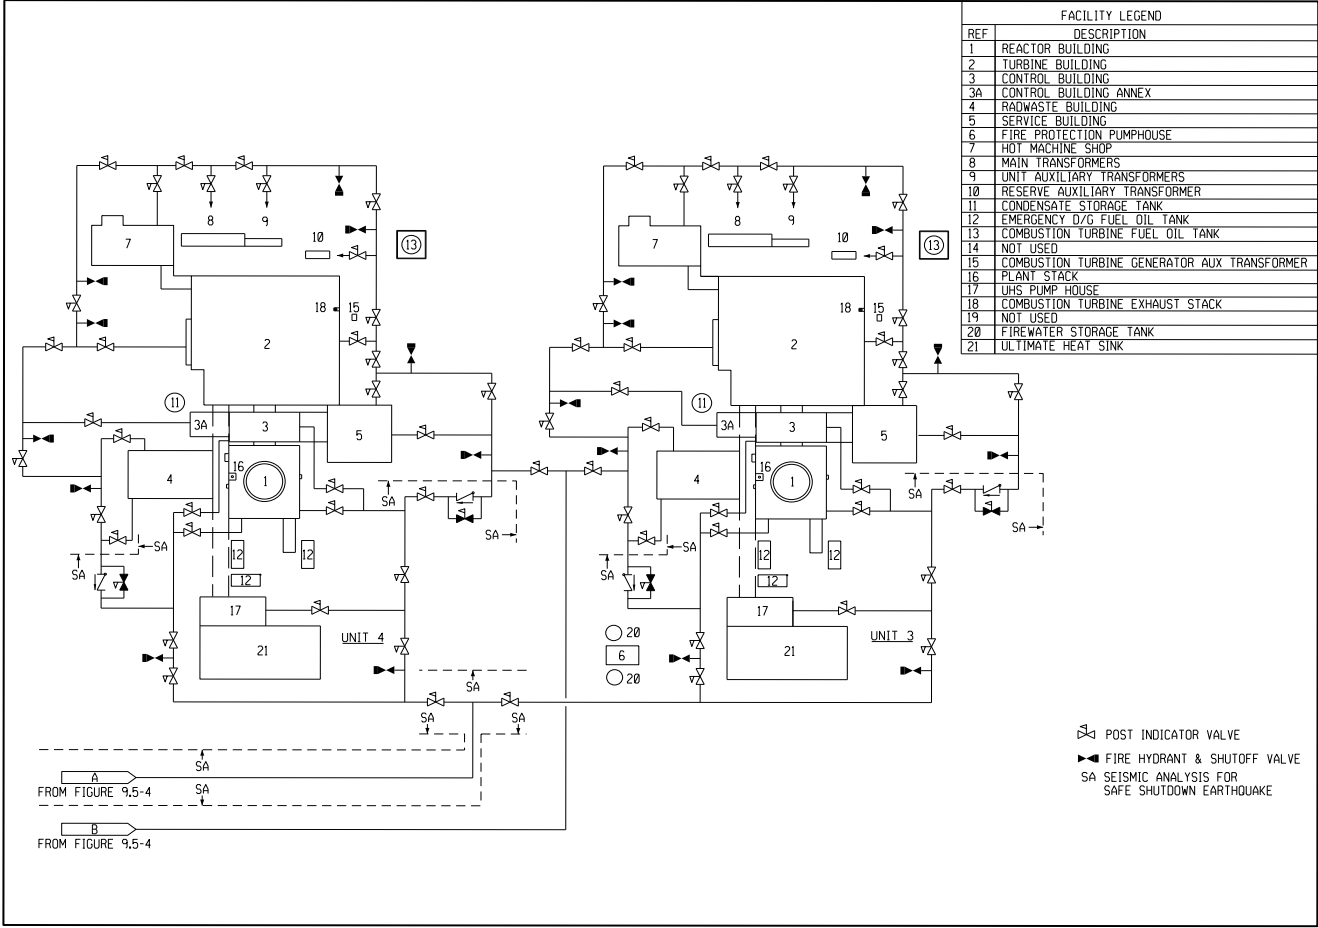 FACILITY LEGEND
REF DESCRIPTION
1 REACTOR BUILDING
2 TURBINE BUILDING
3 CONTROL BUILDING
3A CONTROL BUILDING ANNEX
4 RADWASTE BUILDING
5 SERVICE BUILDING
6 FIRE PROTECTION PUMPHOUSE
7 HOT MACHINE SHOP
8 MAIN TRANSFORMERS
9 UNIT AUXILIARY TRANSFORMERS
10 RESERVE AUXILIARY TRANSFORMER
11 CONDENSATE STORAGE TANK
12 EMERGENCY D/G FUEL OIL TANK
13 COMBUSTION TURBINE FUEL OIL TANK
14 NOT USED
15 COMBUSTION TURBINE GENERATOR AUX TRANSFORMER
16 PLANT STACK
17 UHS PUMP HOUSE
18 COMBUSTION TURBINE EXHAUST STACK
19 NOT USED
20 FIREWATER STORAGE TANK
21 ULTIMATE HEAT SINK
8 9 8 9
7 10 13 7 10 13
18 15 18 15
2 2
11 11
3A 3 5 3A 3 5
16 1 16 1
4 4
SA SA
SA SA
SA SA
12 12 12 12
SA SA
12 12
17 17
UNIT 4 20 UNIT 3
21 6 21
20
SA
SA SA
POST INDICATOR VALVE
SA
FIRE HYDRANT & SHUTOFF VALVE
A
SA SEISMIC ANALYSIS FOR
SAFE SHUTDOWN EARTHQUAKE
FROM FIGURE 9.5-4
SA
B
FROM FIGURE 9.5-4